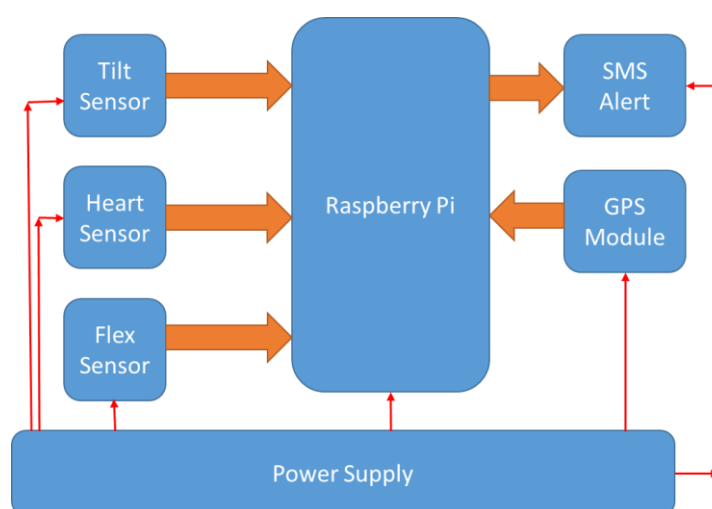 Tilt
Sensor
Heart
Sensor
Flex
Sensor
Raspberry Pi
SMS
Alert
GPS
Module
Power Supply